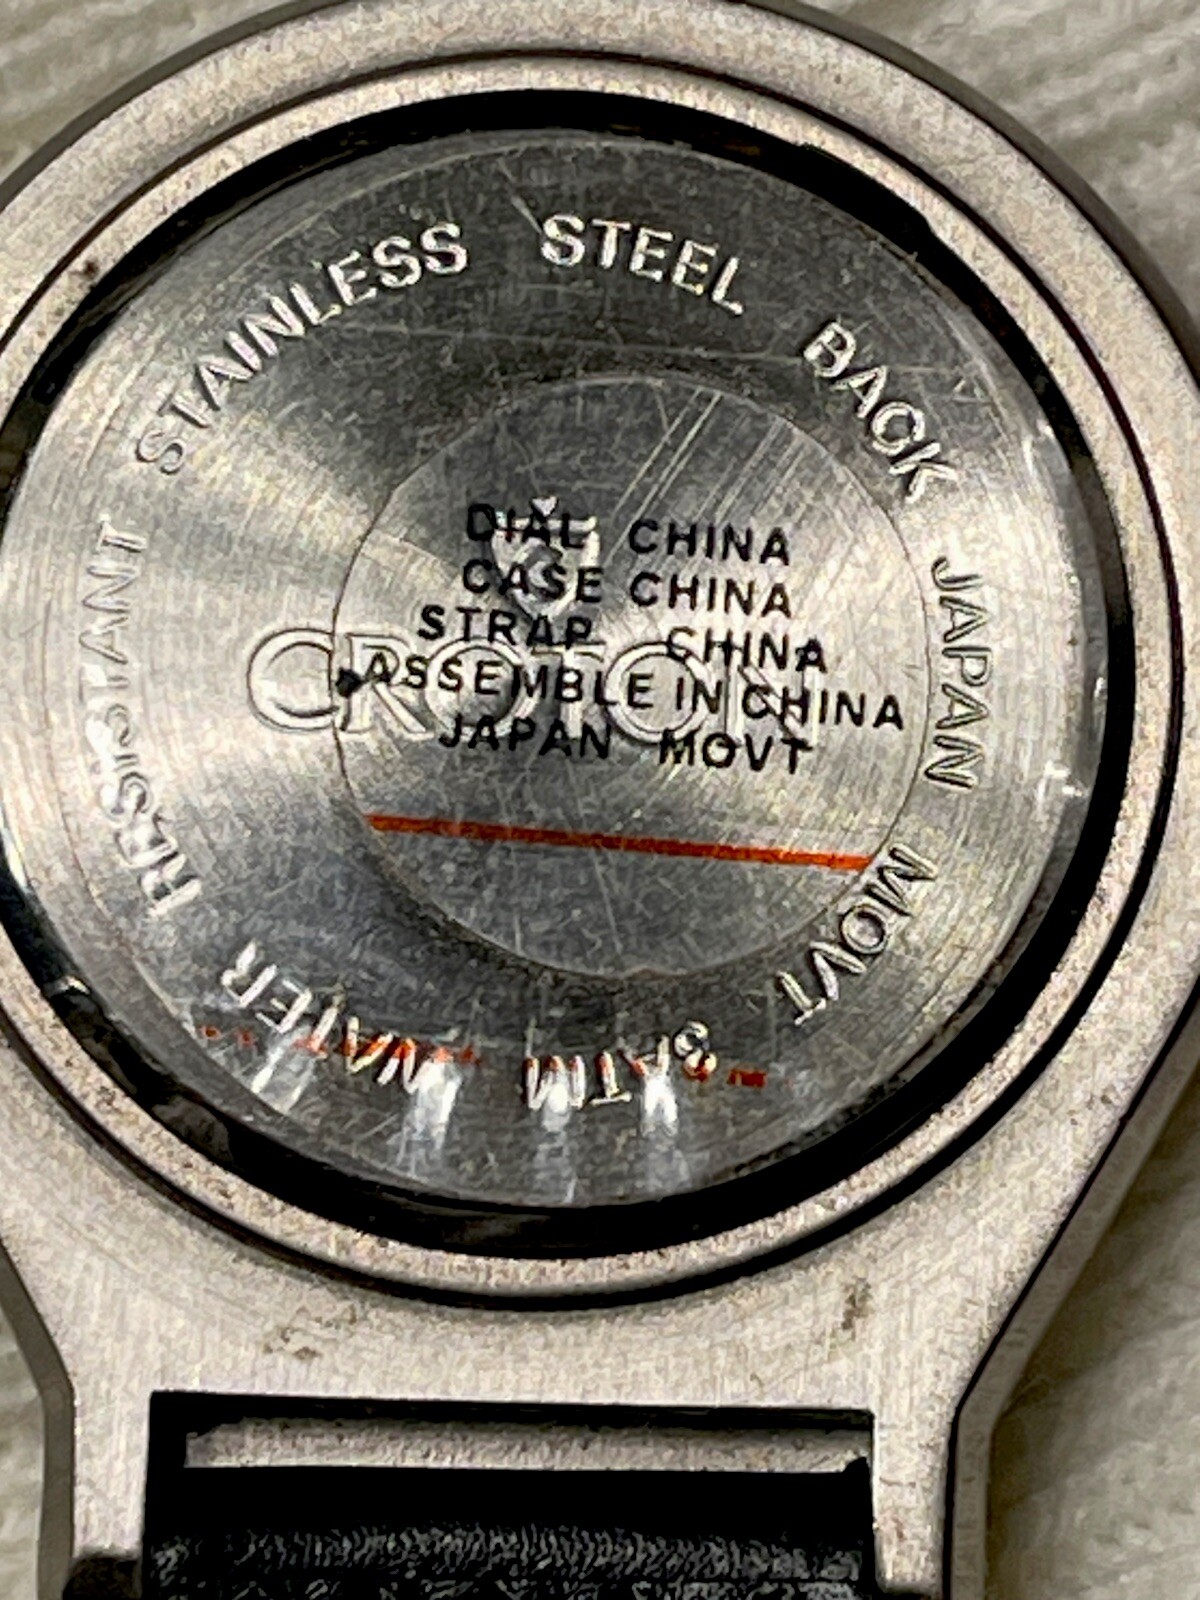 STAINLESS STEEL BACK JAPAN MOVT 3ATM WATER RESISTANT
DIAL CHINA
CASE CHINA
STRAP CHINA
CROTON
ASSEMBLE IN CHINA
JAPAN MOVT